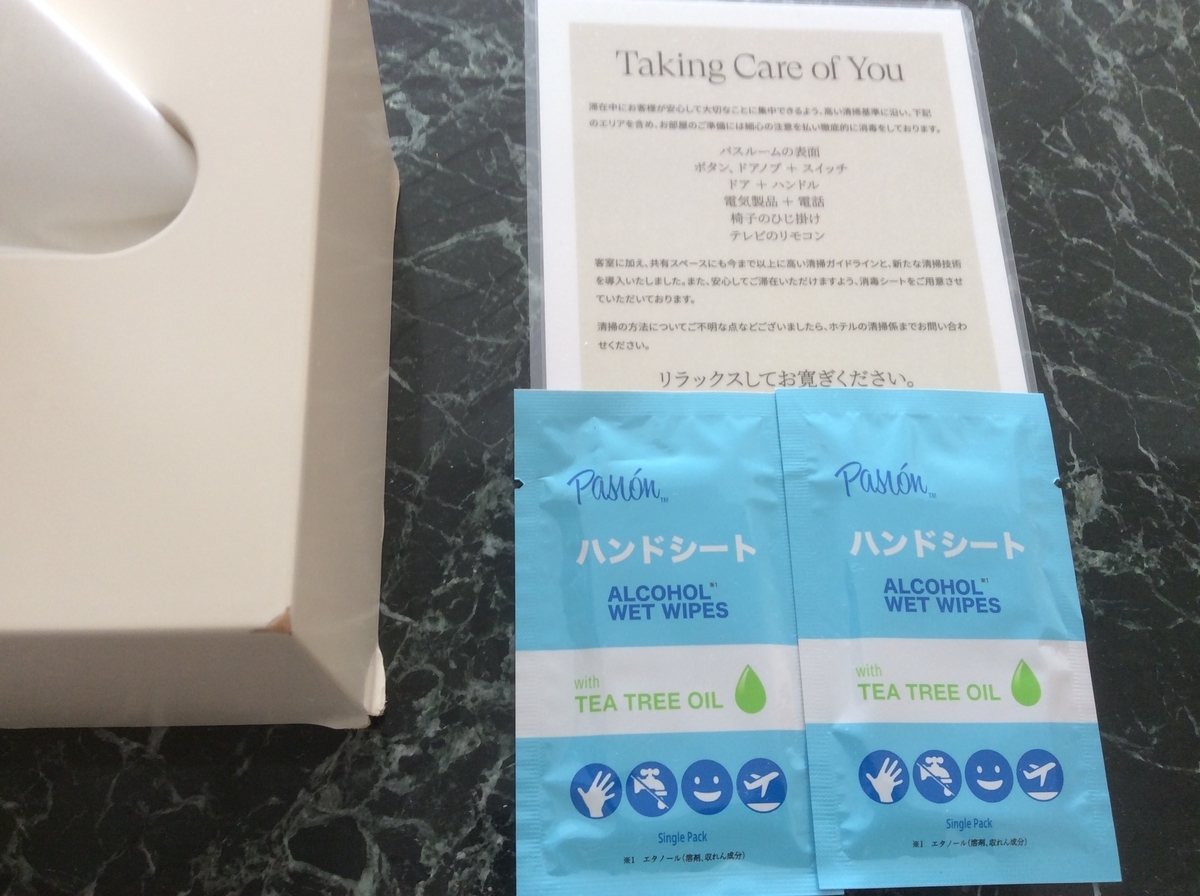 Taking Care of You
滞在中にお客様が安心して大切なことに集中できるよう、高い清掃基準に沿い、下記
のエリアを含め、お部屋のご準備には細心の注意を払い徹底的に消毒をしております。
バスルームの表面
ボタン、ドアノブ + スイッチ
ドア + ハンドル
電気製品 + 電話
椅子のひじ掛け
テレビのリモコン
客室に加え、共有スペースにも今まで以上に高い清掃ガイドラインと、新たな清掃技術
を導入いたしました。また、安心してご滞在いただけますよう、消毒シートをご用意させ
ていただいております。
清掃の方法についてご不明な点などございましたら、ホテルの清掃係までお問い合わ
せください。
リラックスしてお寛ぎください。
Pasión™
ハンドシート
ALCOHOL※1
WET WIPES
with
TEA TREE OIL
Single Pack
※1 エタノール(溶剤、収れん成分)
Pasión™
ハンドシート
ALCOHOL※1
WET WIPES
with
TEA TREE OIL
Single Pack
※1 エタノール(溶剤、収れん成分)